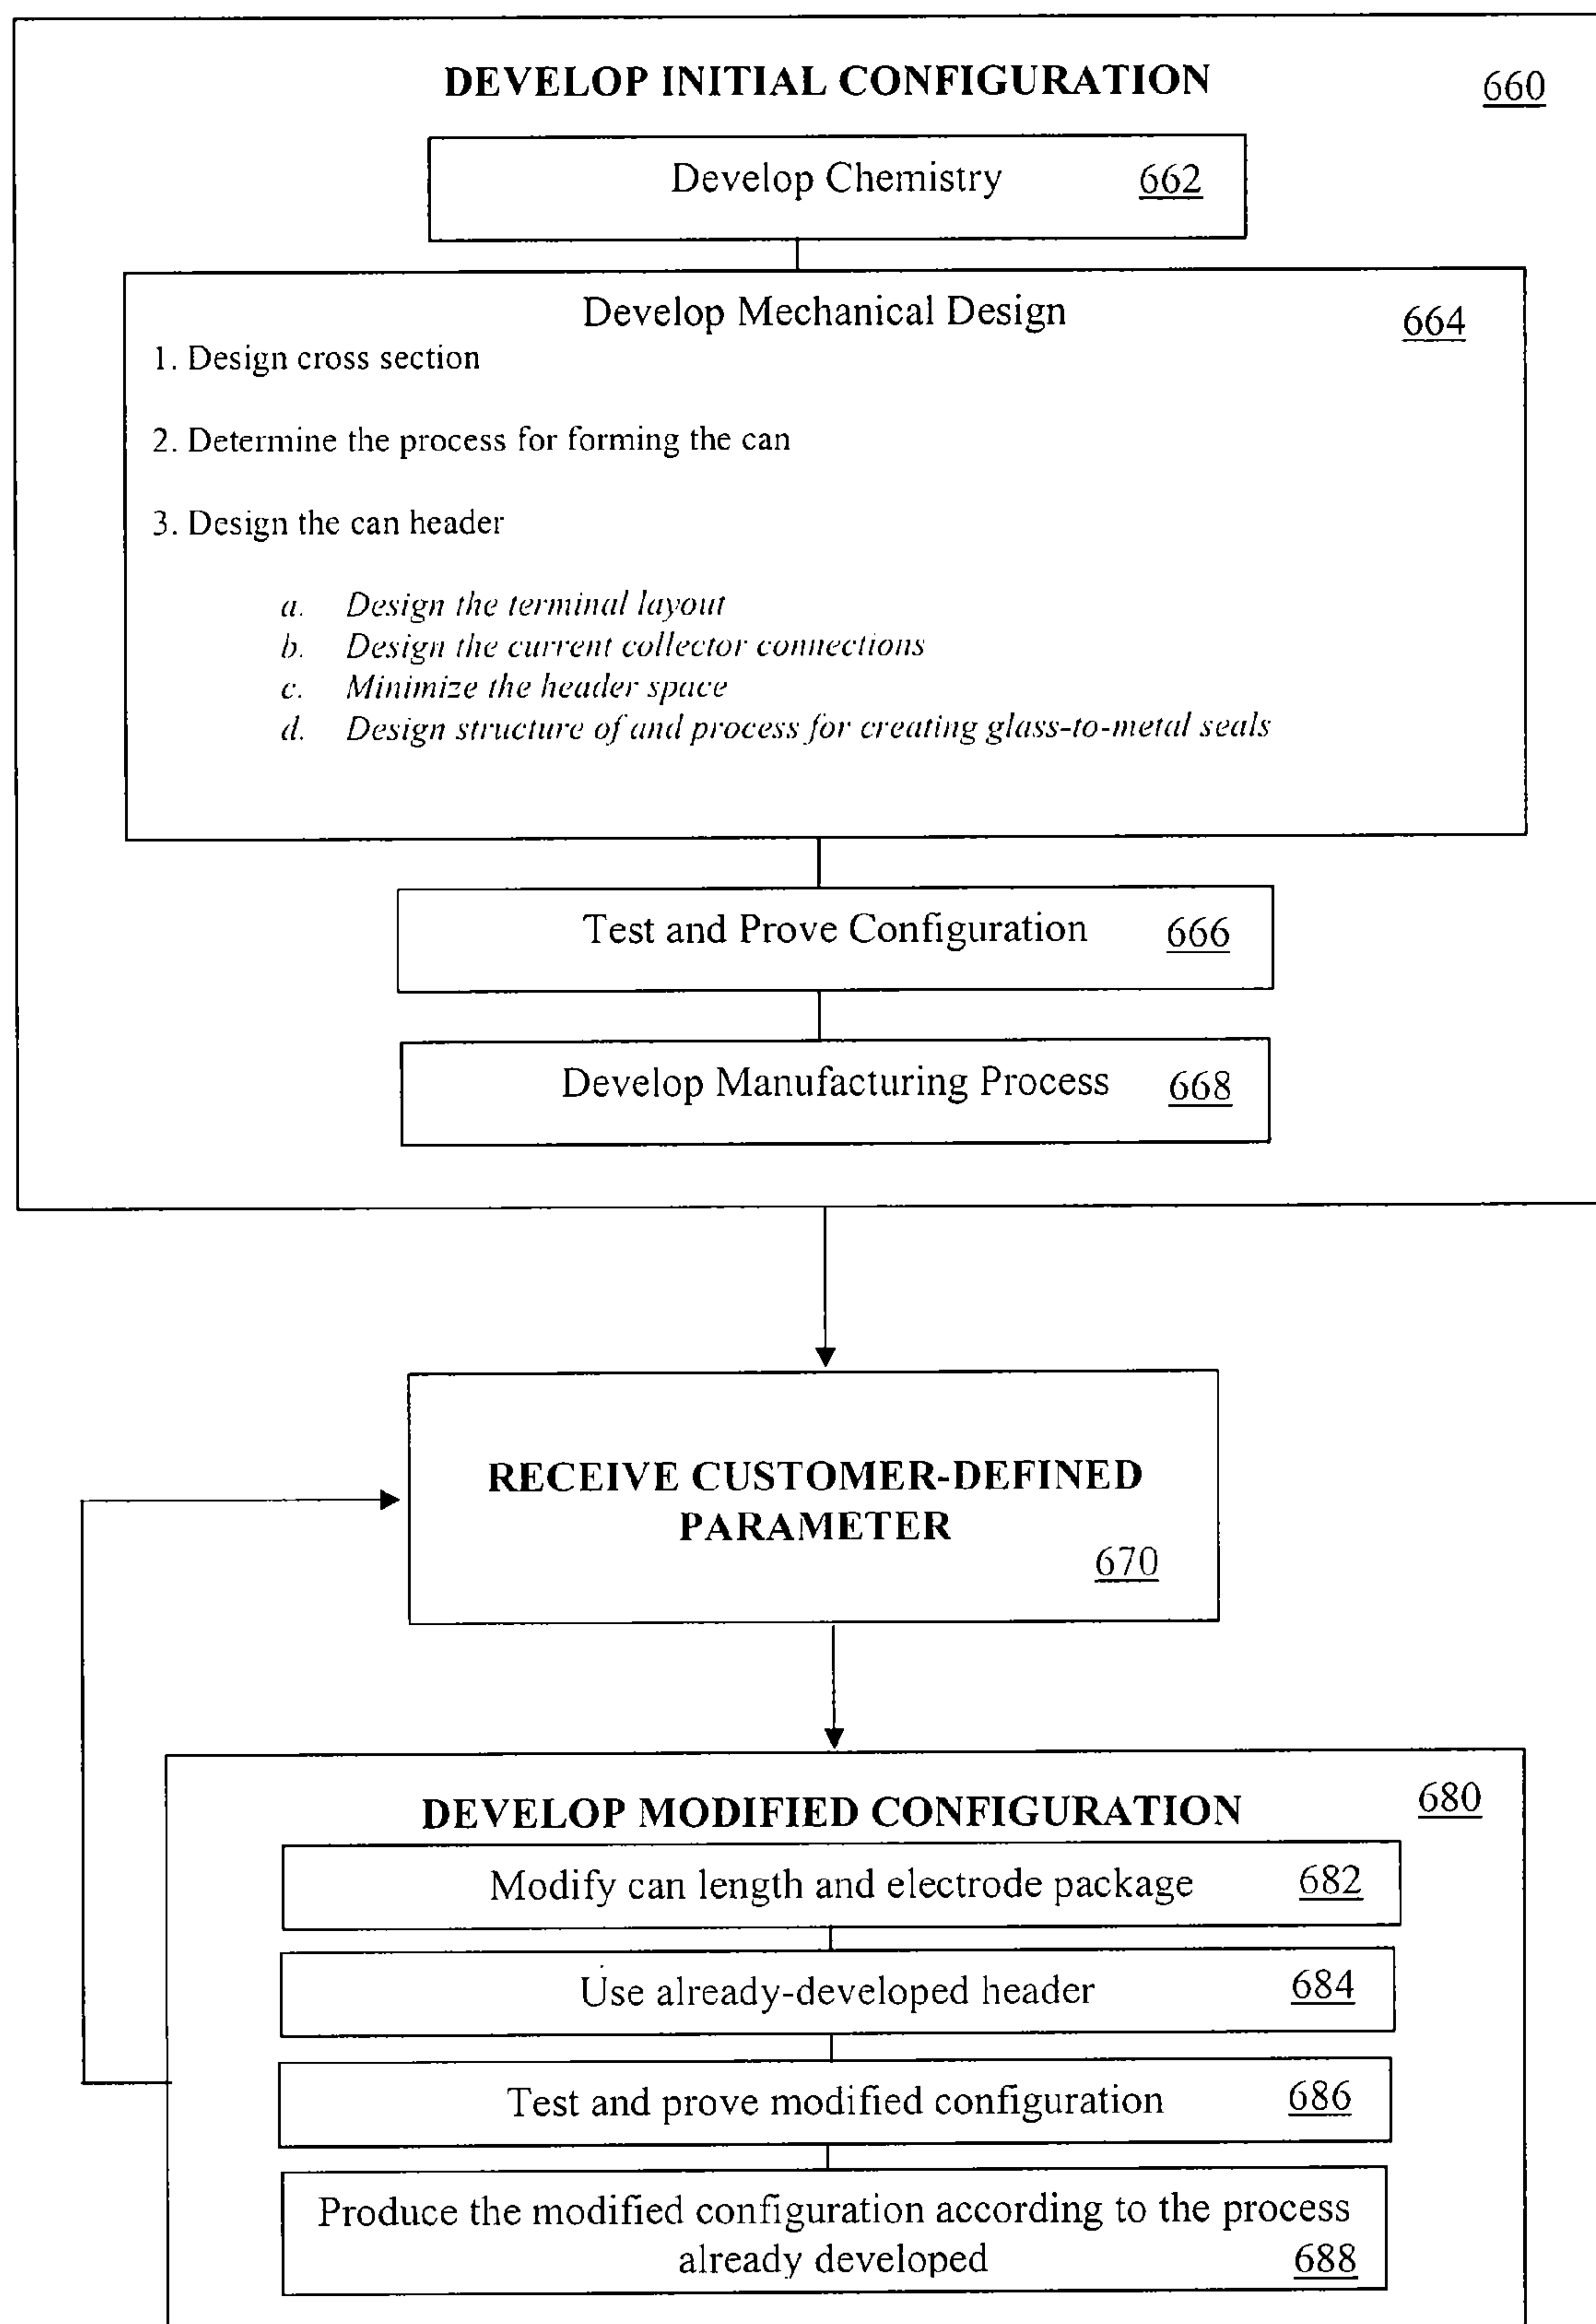 DEVELOP INITIAL CONFIGURATION 660
Develop Chemistry 662
Develop Mechanical Design 664
1. Design cross section
2. Determine the process for forming the can
3. Design the can header
a. Design the terminal layout
b. Design the current collector connections
c. Minimize the header space
d. Design structure of and process for creating glass-to-metal seals
Test and Prove Configuration 666
Develop Manufacturing Process 668
RECEIVE CUSTOMER-DEFINED
PARAMETER
670
DEVELOP MODIFIED CONFIGURATION 680
Modify can length and electrode package 682
Use already-developed header 684
Test and prove modified configuration 686
Produce the modified configuration according to the process
already developed 688